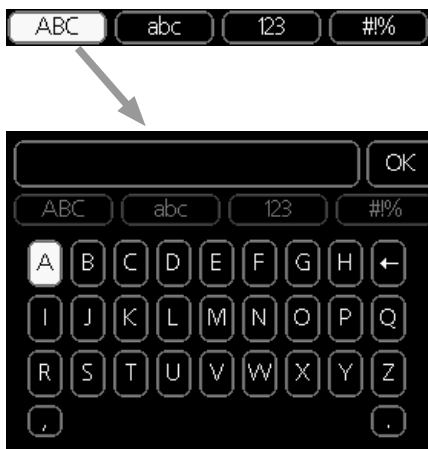 ABC abc 123 #!%
OK
ABC abc 123 #!%
A B C D E F G H ←
I J K L M N O P Q
R S T U V W X Y Z
, .